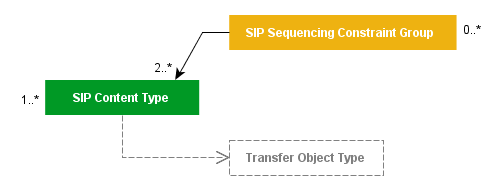 SIP Sequencing Constraint Group
0..*
2..*
1..*
SIP Content Type
Transfer Object Type